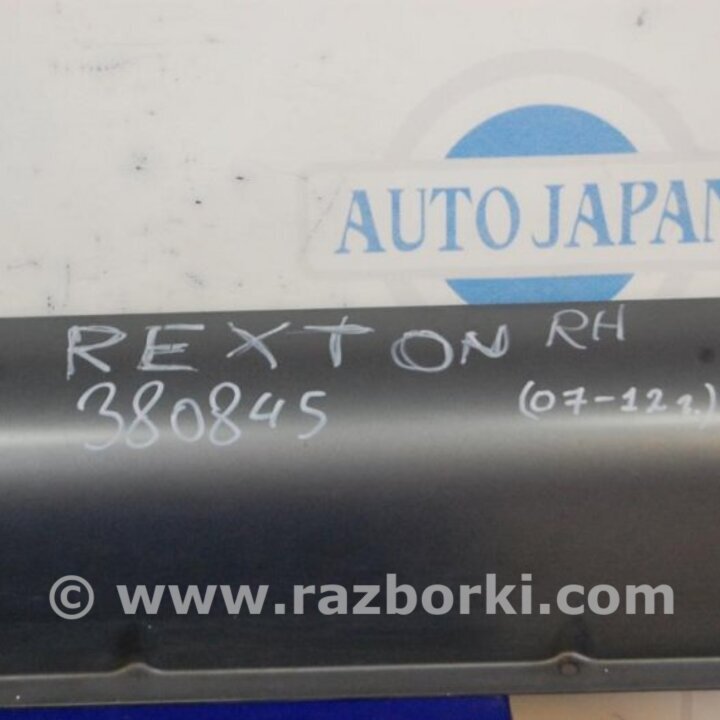 AUTO JAPAN
REXTON RH
380845 (07-12г.)
© www.razborki.com